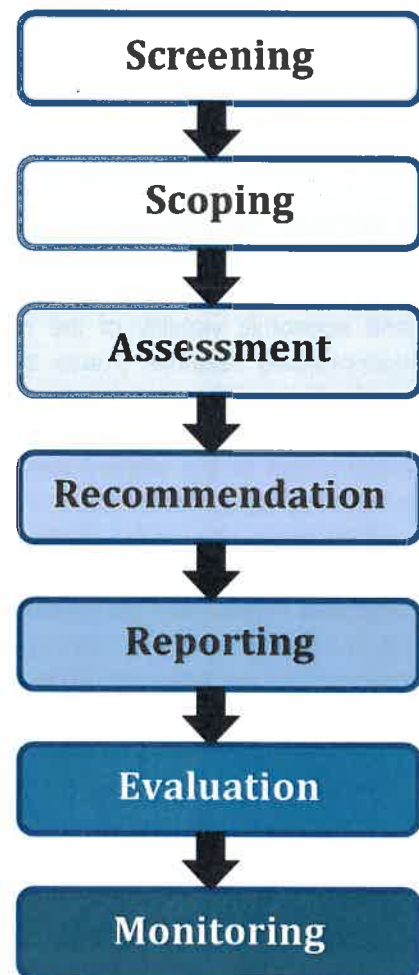 Screening
Scoping
Assessment
Recommendation
Reporting
Evaluation
Monitoring